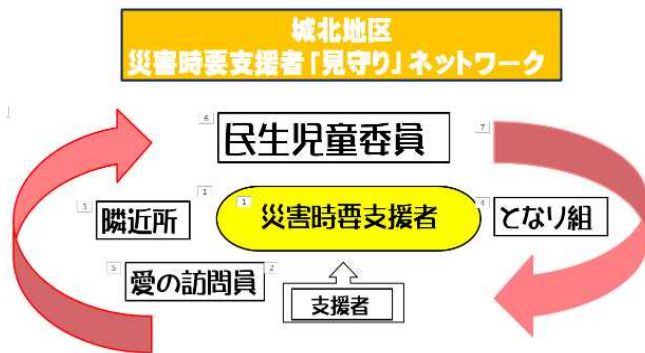 城北地区
災害時要支援者「見守り」ネットワーク
6
民生児童委員
7
1
3
隣近所
1
災害時要支援者
4
となり組
5
愛の訪問員
2
支援者